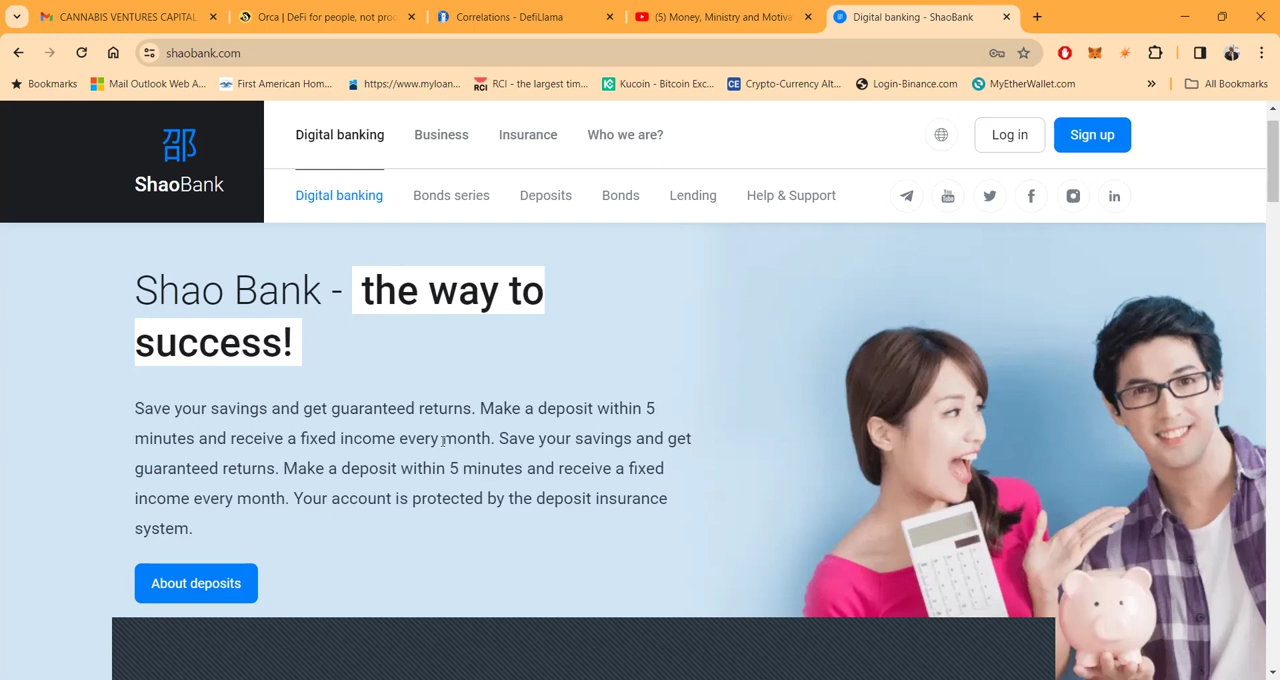 CANNABIS VENTURES CAPITAL
Orca | DeFi for people, not pro
Correlations - DefiLlama
(5) Money, Ministry and Motiva
Digital banking - ShaoBank
shaobank.com
Bookmarks
Mail Outlook Web A...
First American Hom...
https://www.myloan...
RCI - the largest tim...
Kucoin - Bitcoin Exc...
Crypto-Currency Alt...
Login-Binance.com
MyEtherWallet.com
All Bookmarks
邵
ShaoBank
Digital banking
Business
Insurance
Who we are?
Log in
Sign up
Digital banking
Bonds series
Deposits
Bonds
Lending
Help & Support
Shao Bank - the way to
success!
Save your savings and get guaranteed returns. Make a deposit within 5
minutes and receive a fixed income every month. Save your savings and get
guaranteed returns. Make a deposit within 5 minutes and receive a fixed
income every month. Your account is protected by the deposit insurance
system.
About deposits